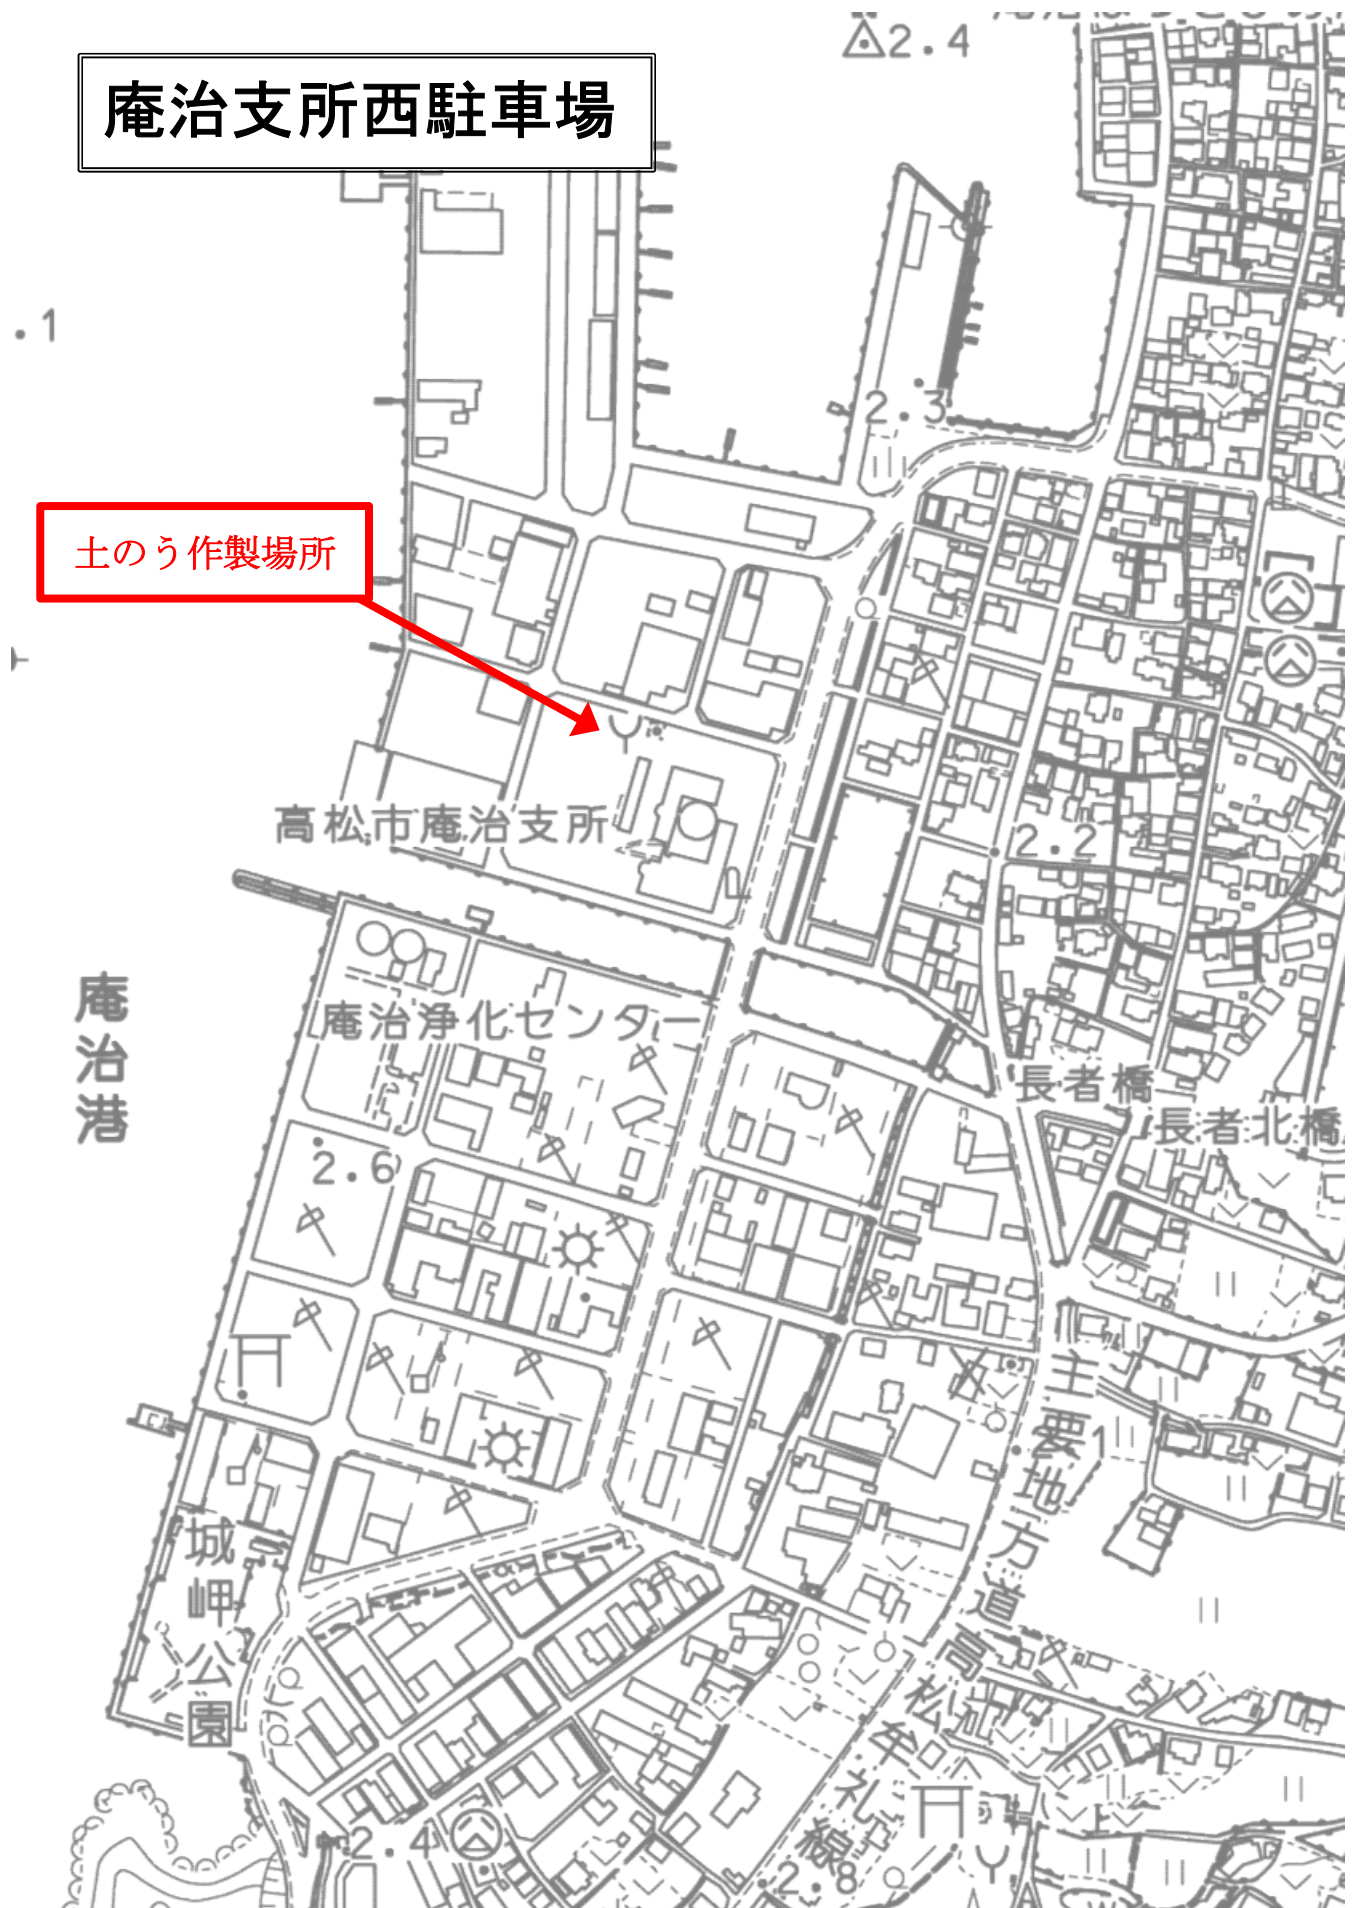 2.4
庵治支所西駐車場
.1
2.3
土のう作製場所
高松市庵治支所
2.2
庵治港
庵治浄化センター
長者橋
長者北橋
2.6
主要地方道高松牟礼線
城岬公園
2.4
2.8